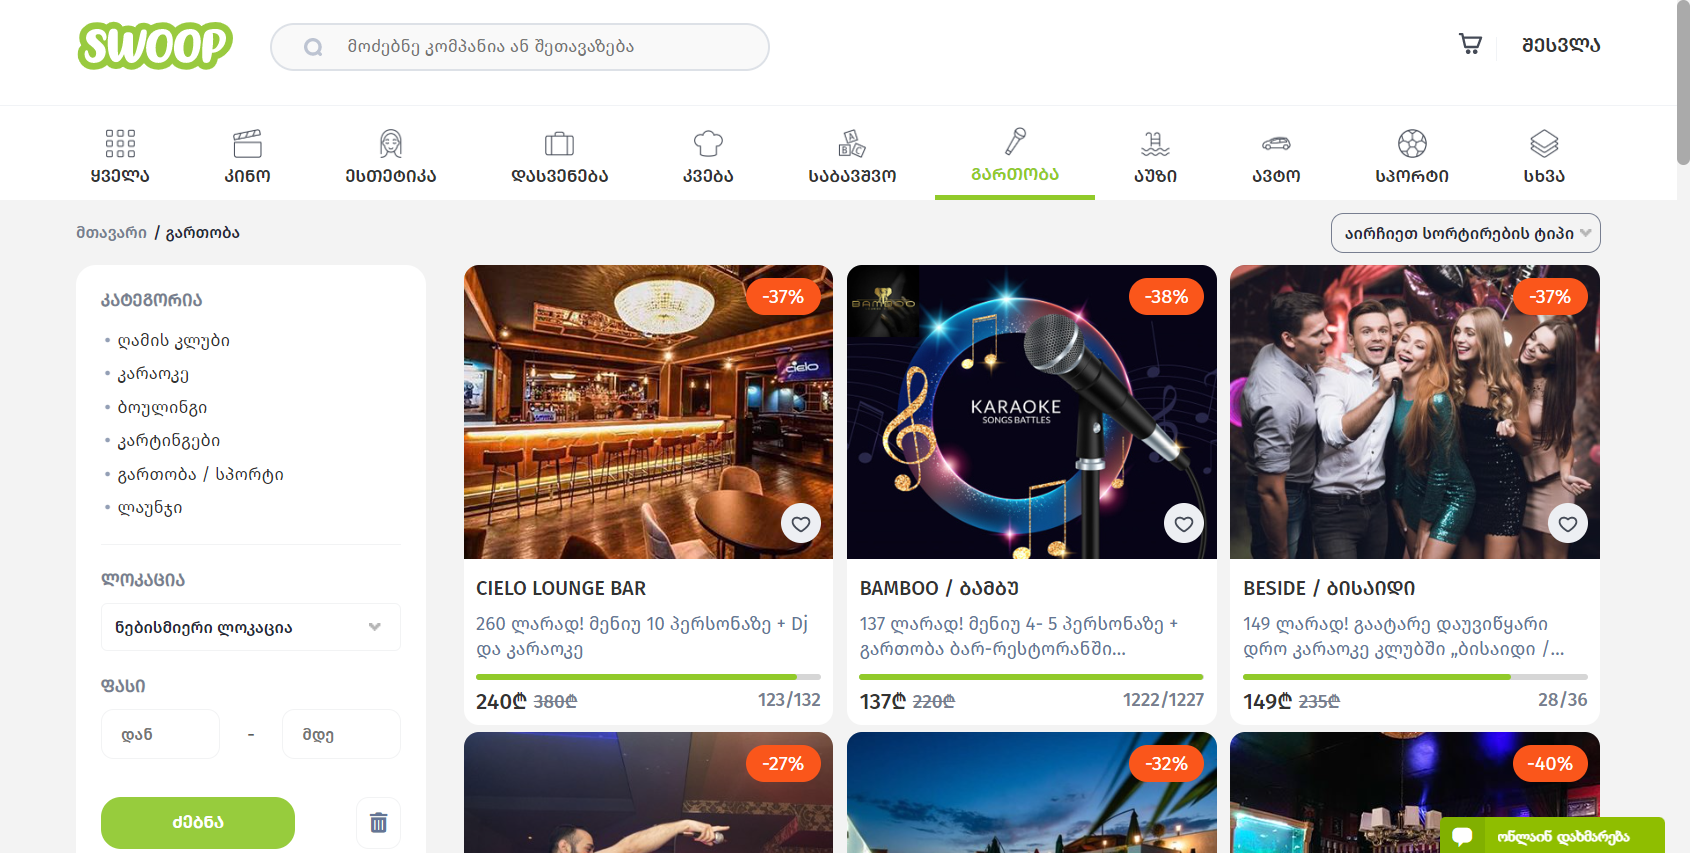 SWOOP
მოძებნე კომპანია ან შეთავაზება
შესვლა
ყველა
კინო
ესთეტიკა
დასვენება
კვება
საბავშვო
გართობა
აუზი
ავტო
სპორტი
სხვა
მთავარი / გართობა
აირჩიეთ სორტირების ტიპი
კატეგორია
• ღამის კლუბი
• კარაოკე
• ბოულინგი
• კარტინგები
• გართობა / სპორტი
• ლაუნჯი
ლოკაცია
ნებისმიერი ლოკაცია
ფასი
დან - მდე
ძებნა
-37%
cielo
CIELO LOUNGE BAR
260 ლარად! მენიუ 10 პერსონაზე + Dj
და კარაოკე
240₾ 380₾ 123/132
-38%
BAMBOO
KARAOKE
SONGS BATTLES
BAMBOO / ბამბუ
137 ლარად! მენიუ 4- 5 პერსონაზე +
გართობა ბარ-რესტორანში...
137₾ 220₾ 1222/1227
-37%
BESIDE / ბისაიდი
149 ლარად! გაატარე დაუვიწყარი
დრო კარაოკე კლუბში „ბისაიდი /...
149₾ 235₾ 28/36
-27%
-32%
-40%
ონლაინ დახმარება